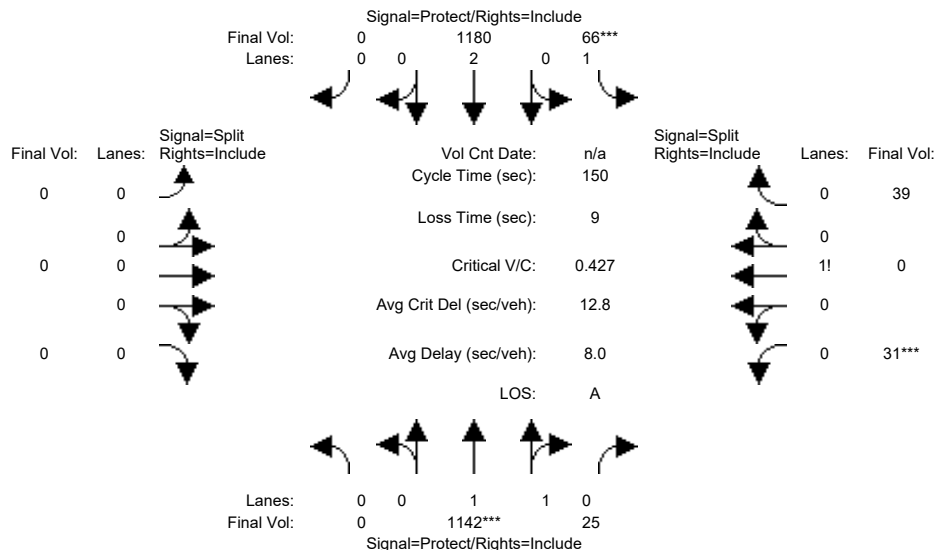 Signal=Protect/Rights=Include
Final Vol: 0 1180 66***
Lanes: 0 0 2 0 1
Signal=Split
Final Vol: Lanes: Rights=Include
Vol Cnt Date: n/a
Signal=Split
Rights=Include Lanes: Final Vol:
Cycle Time (sec): 150
0 0
0 39
Loss Time (sec): 9
0
0
0 0
Critical V/C: 0.427
1! 0
0
Avg Crit Del (sec/veh): 12.8
0
0 0
Avg Delay (sec/veh): 8.0
0 31***
LOS: A
Lanes: 0 0 1 1 0
Final Vol: 0 1142*** 25
Signal=Protect/Rights=Include